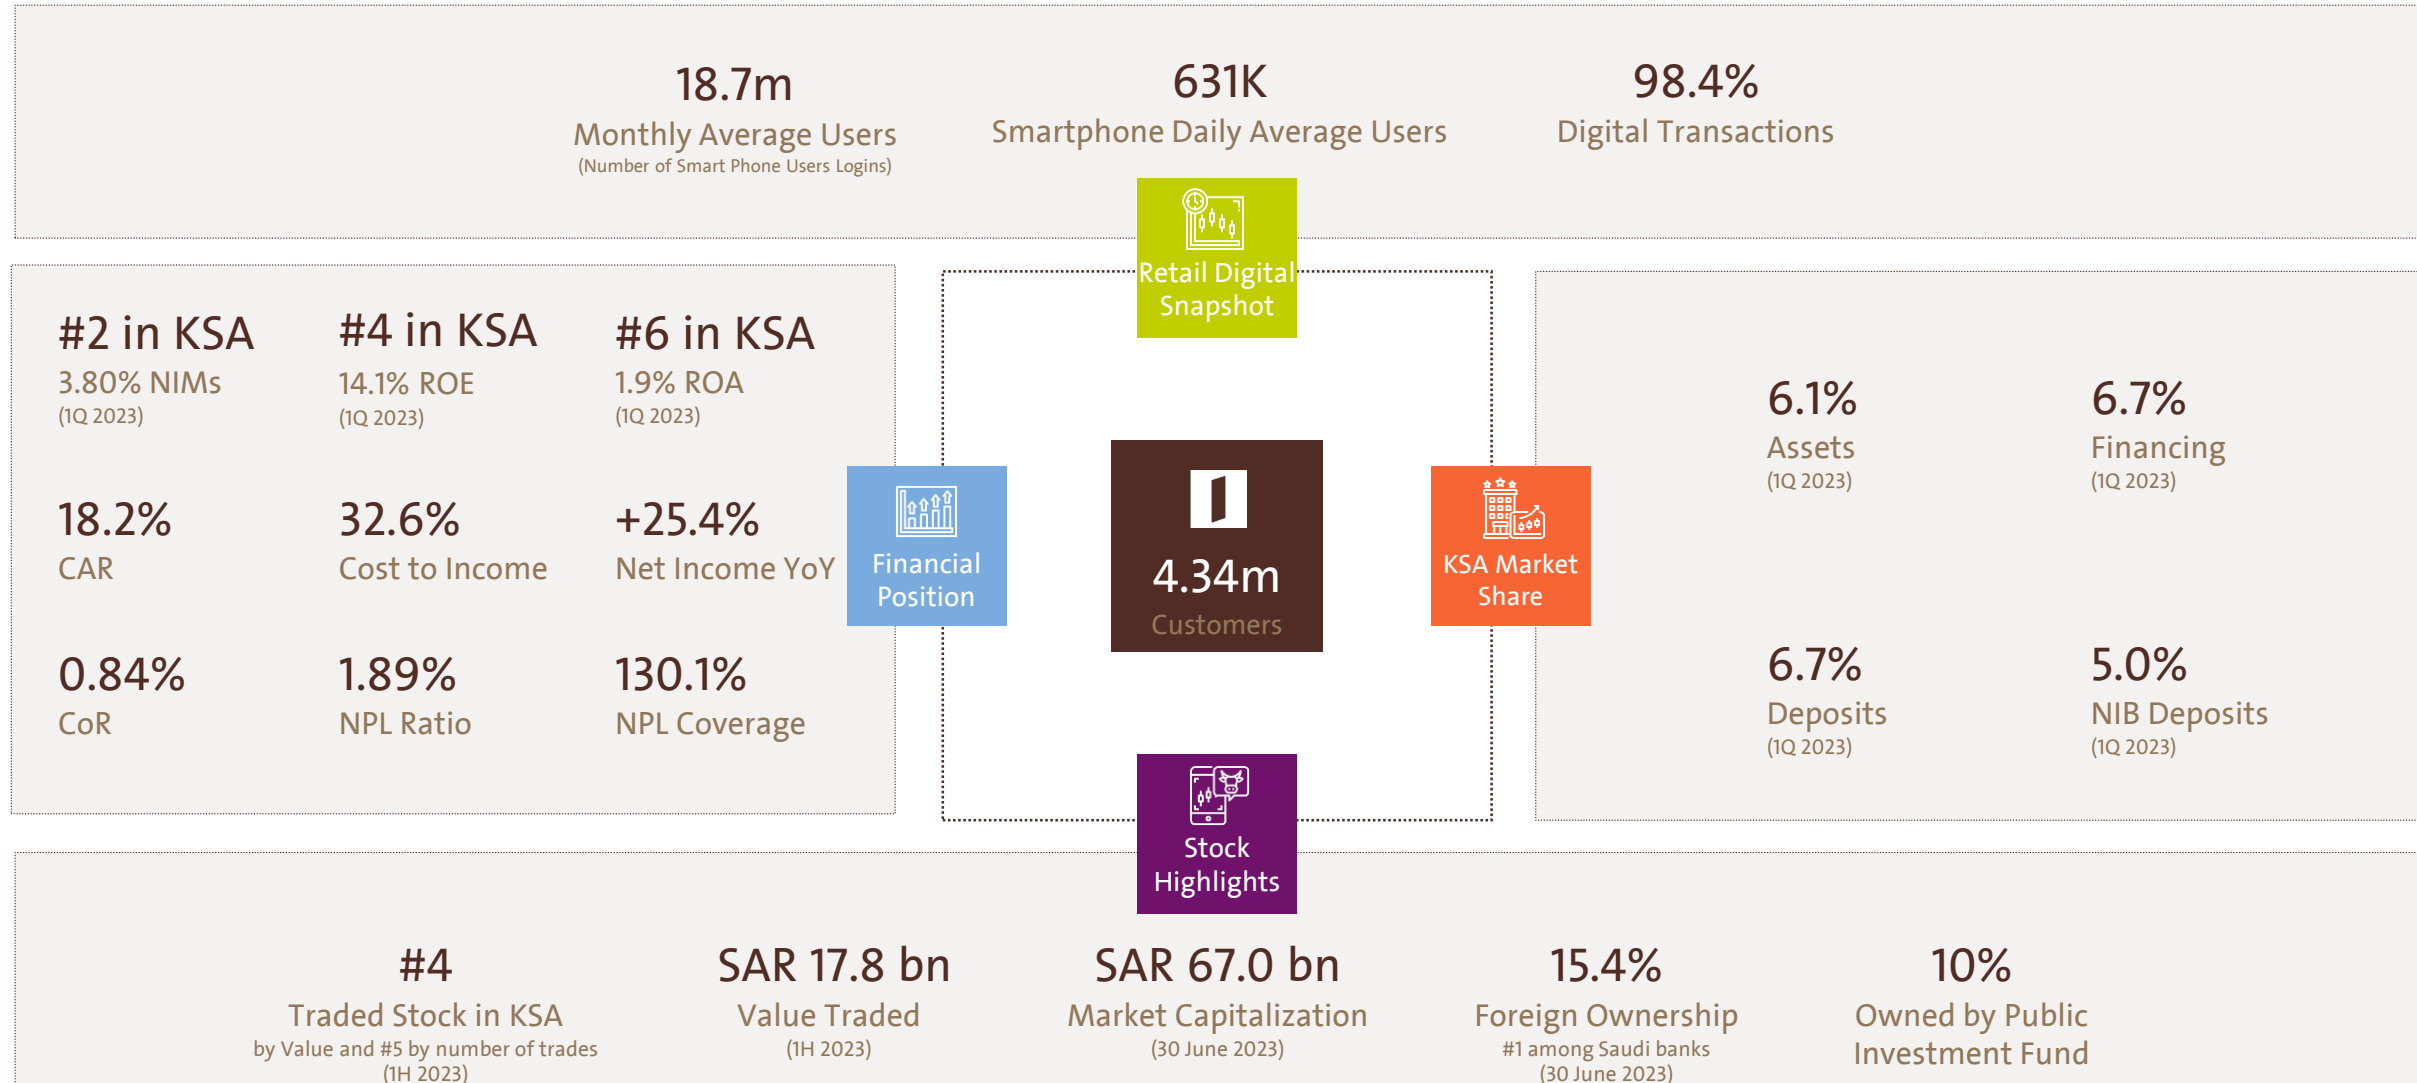 18.7m
Monthly Average Users
(Number of Smart Phone Users Logins)
631K
Smartphone Daily Average Users
98.4%
Digital Transactions
Retail Digital
Snapshot
#2 in KSA
3.80% NIMs
(1Q 2023)
#4 in KSA
14.1% ROE
(1Q 2023)
#6 in KSA
1.9% ROA
(1Q 2023)
18.2%
CAR
32.6%
Cost to Income
+25.4%
Net Income YoY
0.84%
CoR
1.89%
NPL Ratio
130.1%
NPL Coverage
Financial
Position
4.34m
Customers
KSA Market
Share
6.1%
Assets
(1Q 2023)
6.7%
Financing
(1Q 2023)
6.7%
Deposits
(1Q 2023)
5.0%
NIB Deposits
(1Q 2023)
Stock
Highlights
#4
Traded Stock in KSA
by Value and #5 by number of trades
(1H 2023)
SAR 17.8 bn
Value Traded
(1H 2023)
SAR 67.0 bn
Market Capitalization
(30 June 2023)
15.4%
Foreign Ownership
#1 among Saudi banks
(30 June 2023)
10%
Owned by Public
Investment Fund